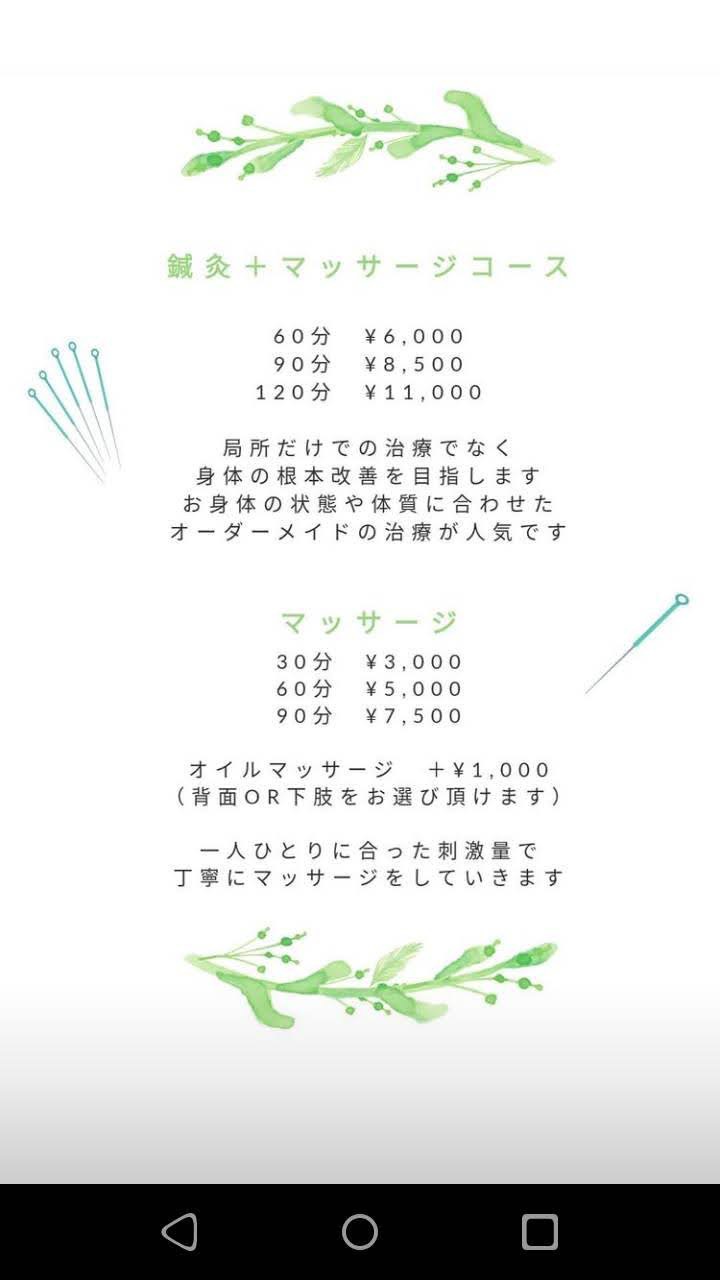 鍼灸＋マッサージコース
60分　¥6,000
90分　¥8,500
120分　¥11,000
局所だけでの治療でなく
身体の根本改善を目指します
お身体の状態や体質に合わせた
オーダーメイドの治療が人気です
マッサージ
30分　¥3,000
60分　¥5,000
90分　¥7,500
オイルマッサージ　＋¥1,000
（背面OR下肢をお選び頂けます）
一人ひとりに合った刺激量で
丁寧にマッサージをしていきます